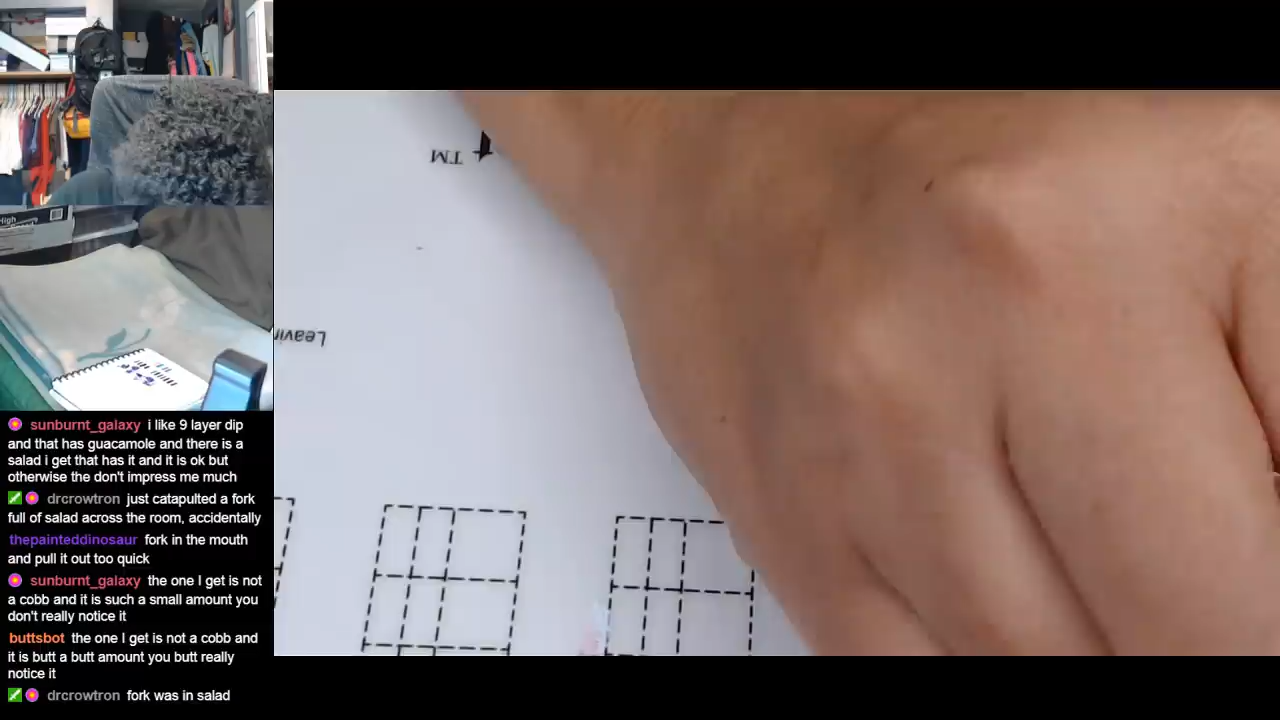 High
sunburnt_galaxy i like 9 layer dip
and that has guacamole and there is a
salad i get that has it and it is ok but
otherwise the don't impress me much
drcrowtron just catapulted a fork
full of salad across the room, accidentally
thepainteddinosaur fork in the mouth
and pull it out too quick
sunburnt_galaxy the one I get is not
a cobb and it is such a small amount you
don't really notice it
buttsbot the one I get is not a cobb and
it is butt a butt amount you butt really
notice it
drcrowtron fork was in salad
TM